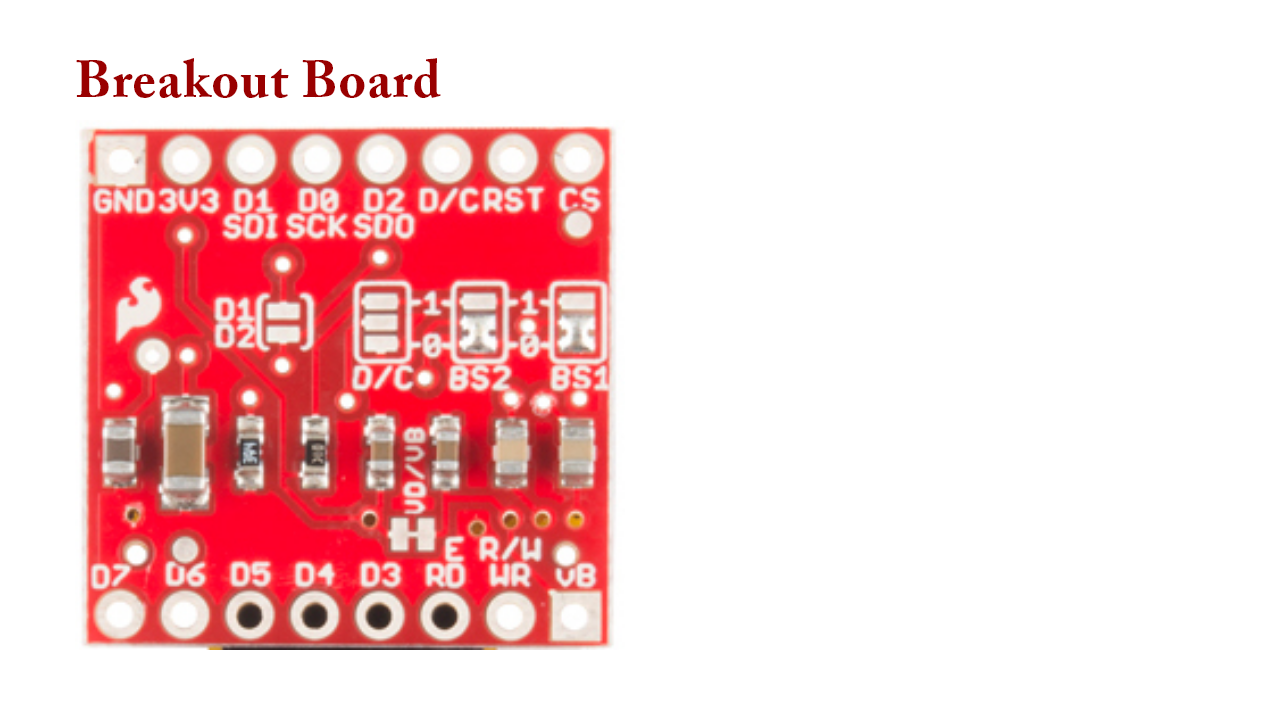 Breakout Board
GND 3V3 D1 D0 D2 D/C RST CS
SDI SCK SDO
D1 1 1
D2 0 0
D/C BS2 BS1
VD/VB
E R/W
D7 D6 D5 D4 D3 RD WR VB